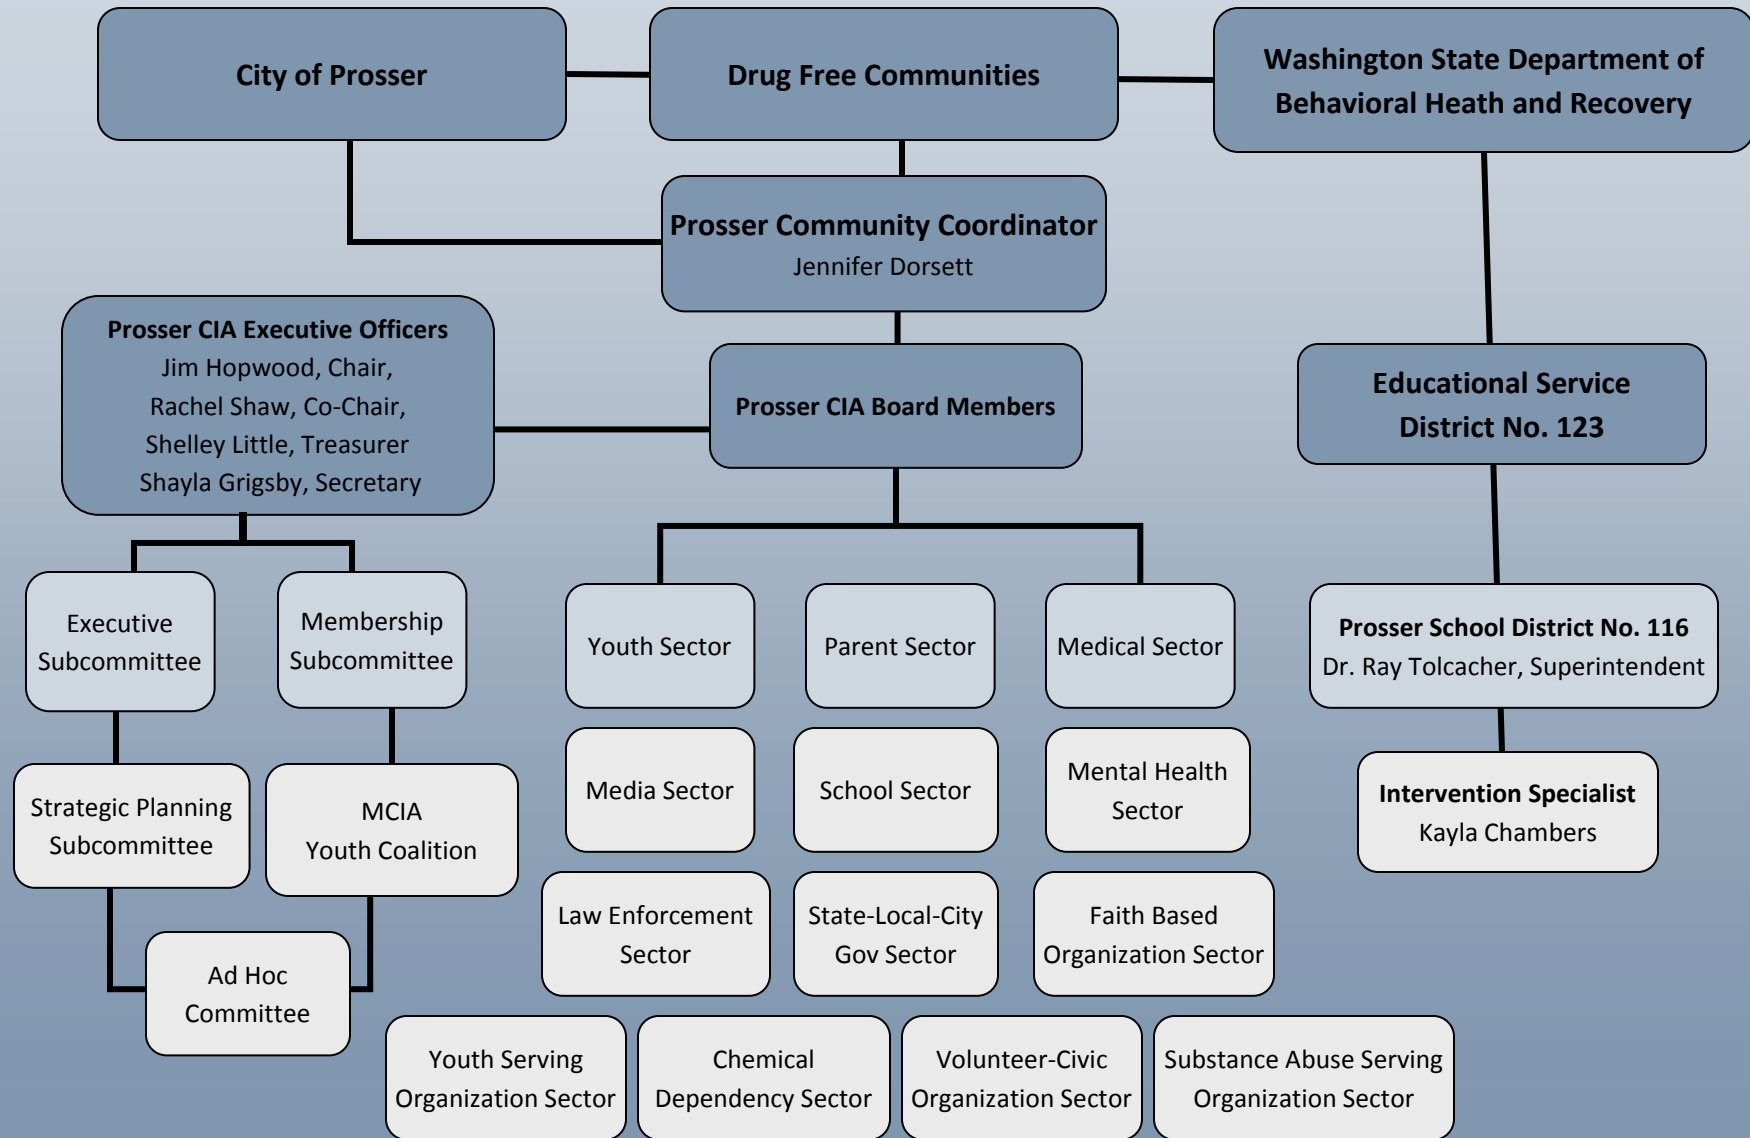 City of Prosser
Drug Free Communities
Washington State Department of
Behavioral Heath and Recovery
Prosser Community Coordinator
Jennifer Dorsett
Prosser CIA Executive Officers
Jim Hopwood, Chair,
Rachel Shaw, Co-Chair,
Shelley Little, Treasurer
Shayla Grigsby, Secretary
Prosser CIA Board Members
Educational Service
District No. 123
Executive
Subcommittee
Membership
Subcommittee
Youth Sector
Parent Sector
Medical Sector
Prosser School District No. 116
Dr. Ray Tolcacher, Superintendent
Strategic Planning
Subcommittee
MCIA
Youth Coalition
Media Sector
School Sector
Mental Health
Sector
Intervention Specialist
Kayla Chambers
Law Enforcement
Sector
State-Local-City
Gov Sector
Faith Based
Organization Sector
Ad Hoc
Committee
Youth Serving
Organization Sector
Chemical
Dependency Sector
Volunteer-Civic
Organization Sector
Substance Abuse Serving
Organization Sector